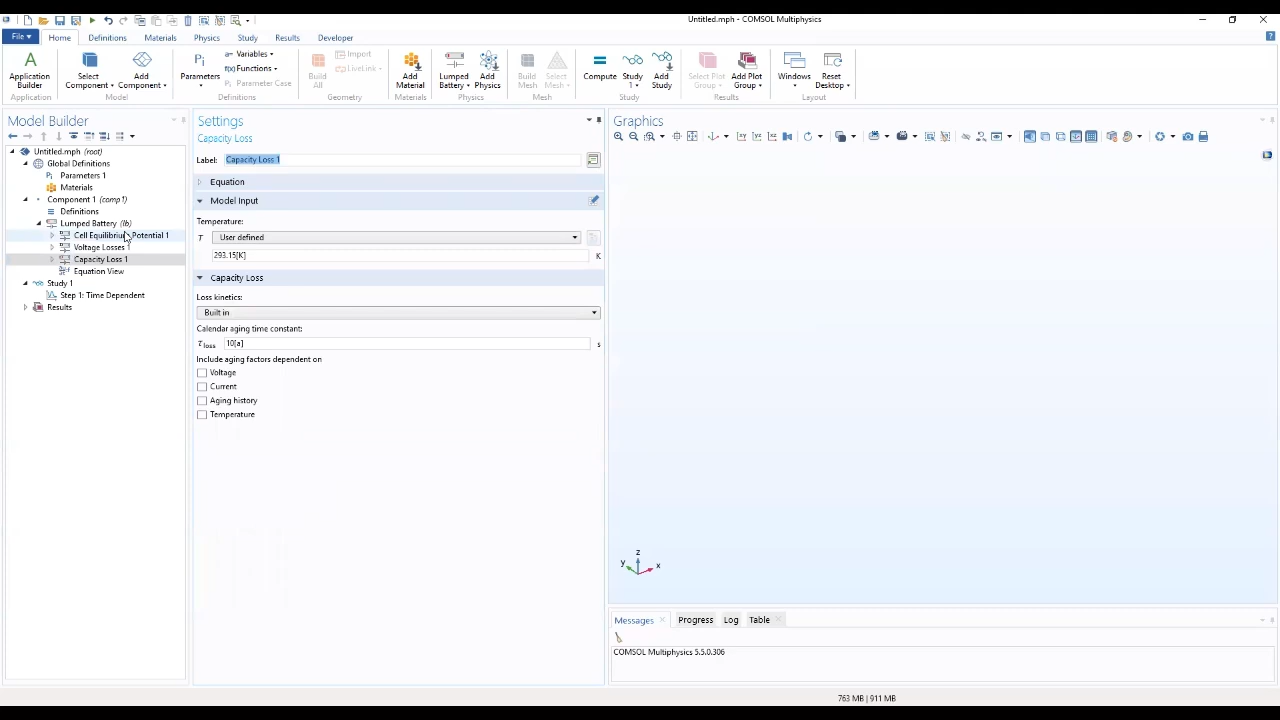 Untitled.mph - COMSOL Multiphysics
File
Home
Definitions
Materials
Physics
Study
Results
Developer
Application Builder
Application
Select Component
Add Component
Model
Pi
Parameters
a= Variables
f(x) Functions
Parameter Case
Definitions
Build All
Import
LiveLink
Geometry
Add Material
Materials
Lumped Battery
Add Physics
Physics
Build Mesh
Select Mesh
Mesh
Compute
Study 1
Add Study
Study
Select Plot Group
Add Plot Group
Results
Windows
Reset Desktop
Layout
Model Builder
Untitled.mph (root)
Global Definitions
Pi Parameters 1
Materials
Component 1 (comp1)
Definitions
Lumped Battery (lb)
Cell Equilibrium Potential 1
Voltage Losses 1
Capacity Loss 1
Equation View
Study 1
Step 1: Time Dependent
Results
Settings
Capacity Loss
Label: Capacity Loss 1
Equation
Model Input
Temperature:
T User defined
293.15[K] K
Capacity Loss
Loss kinetics:
Built in
Calendar aging time constant:
τloss 10[a] s
Include aging factors dependent on
Voltage
Current
Aging history
Temperature
Graphics
z
y
x
Messages
Progress
Log
Table
COMSOL Multiphysics 5.5.0.306
763 MB | 911 MB